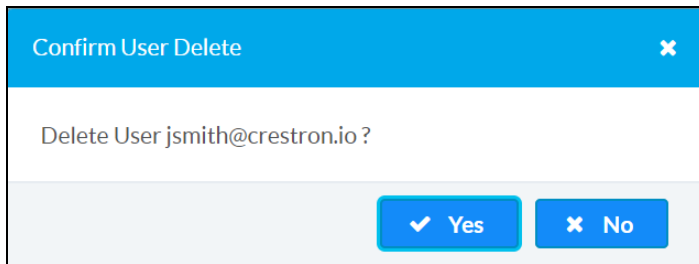 Confirm User Delete
Delete User jsmith@crestron.io ?
Yes No